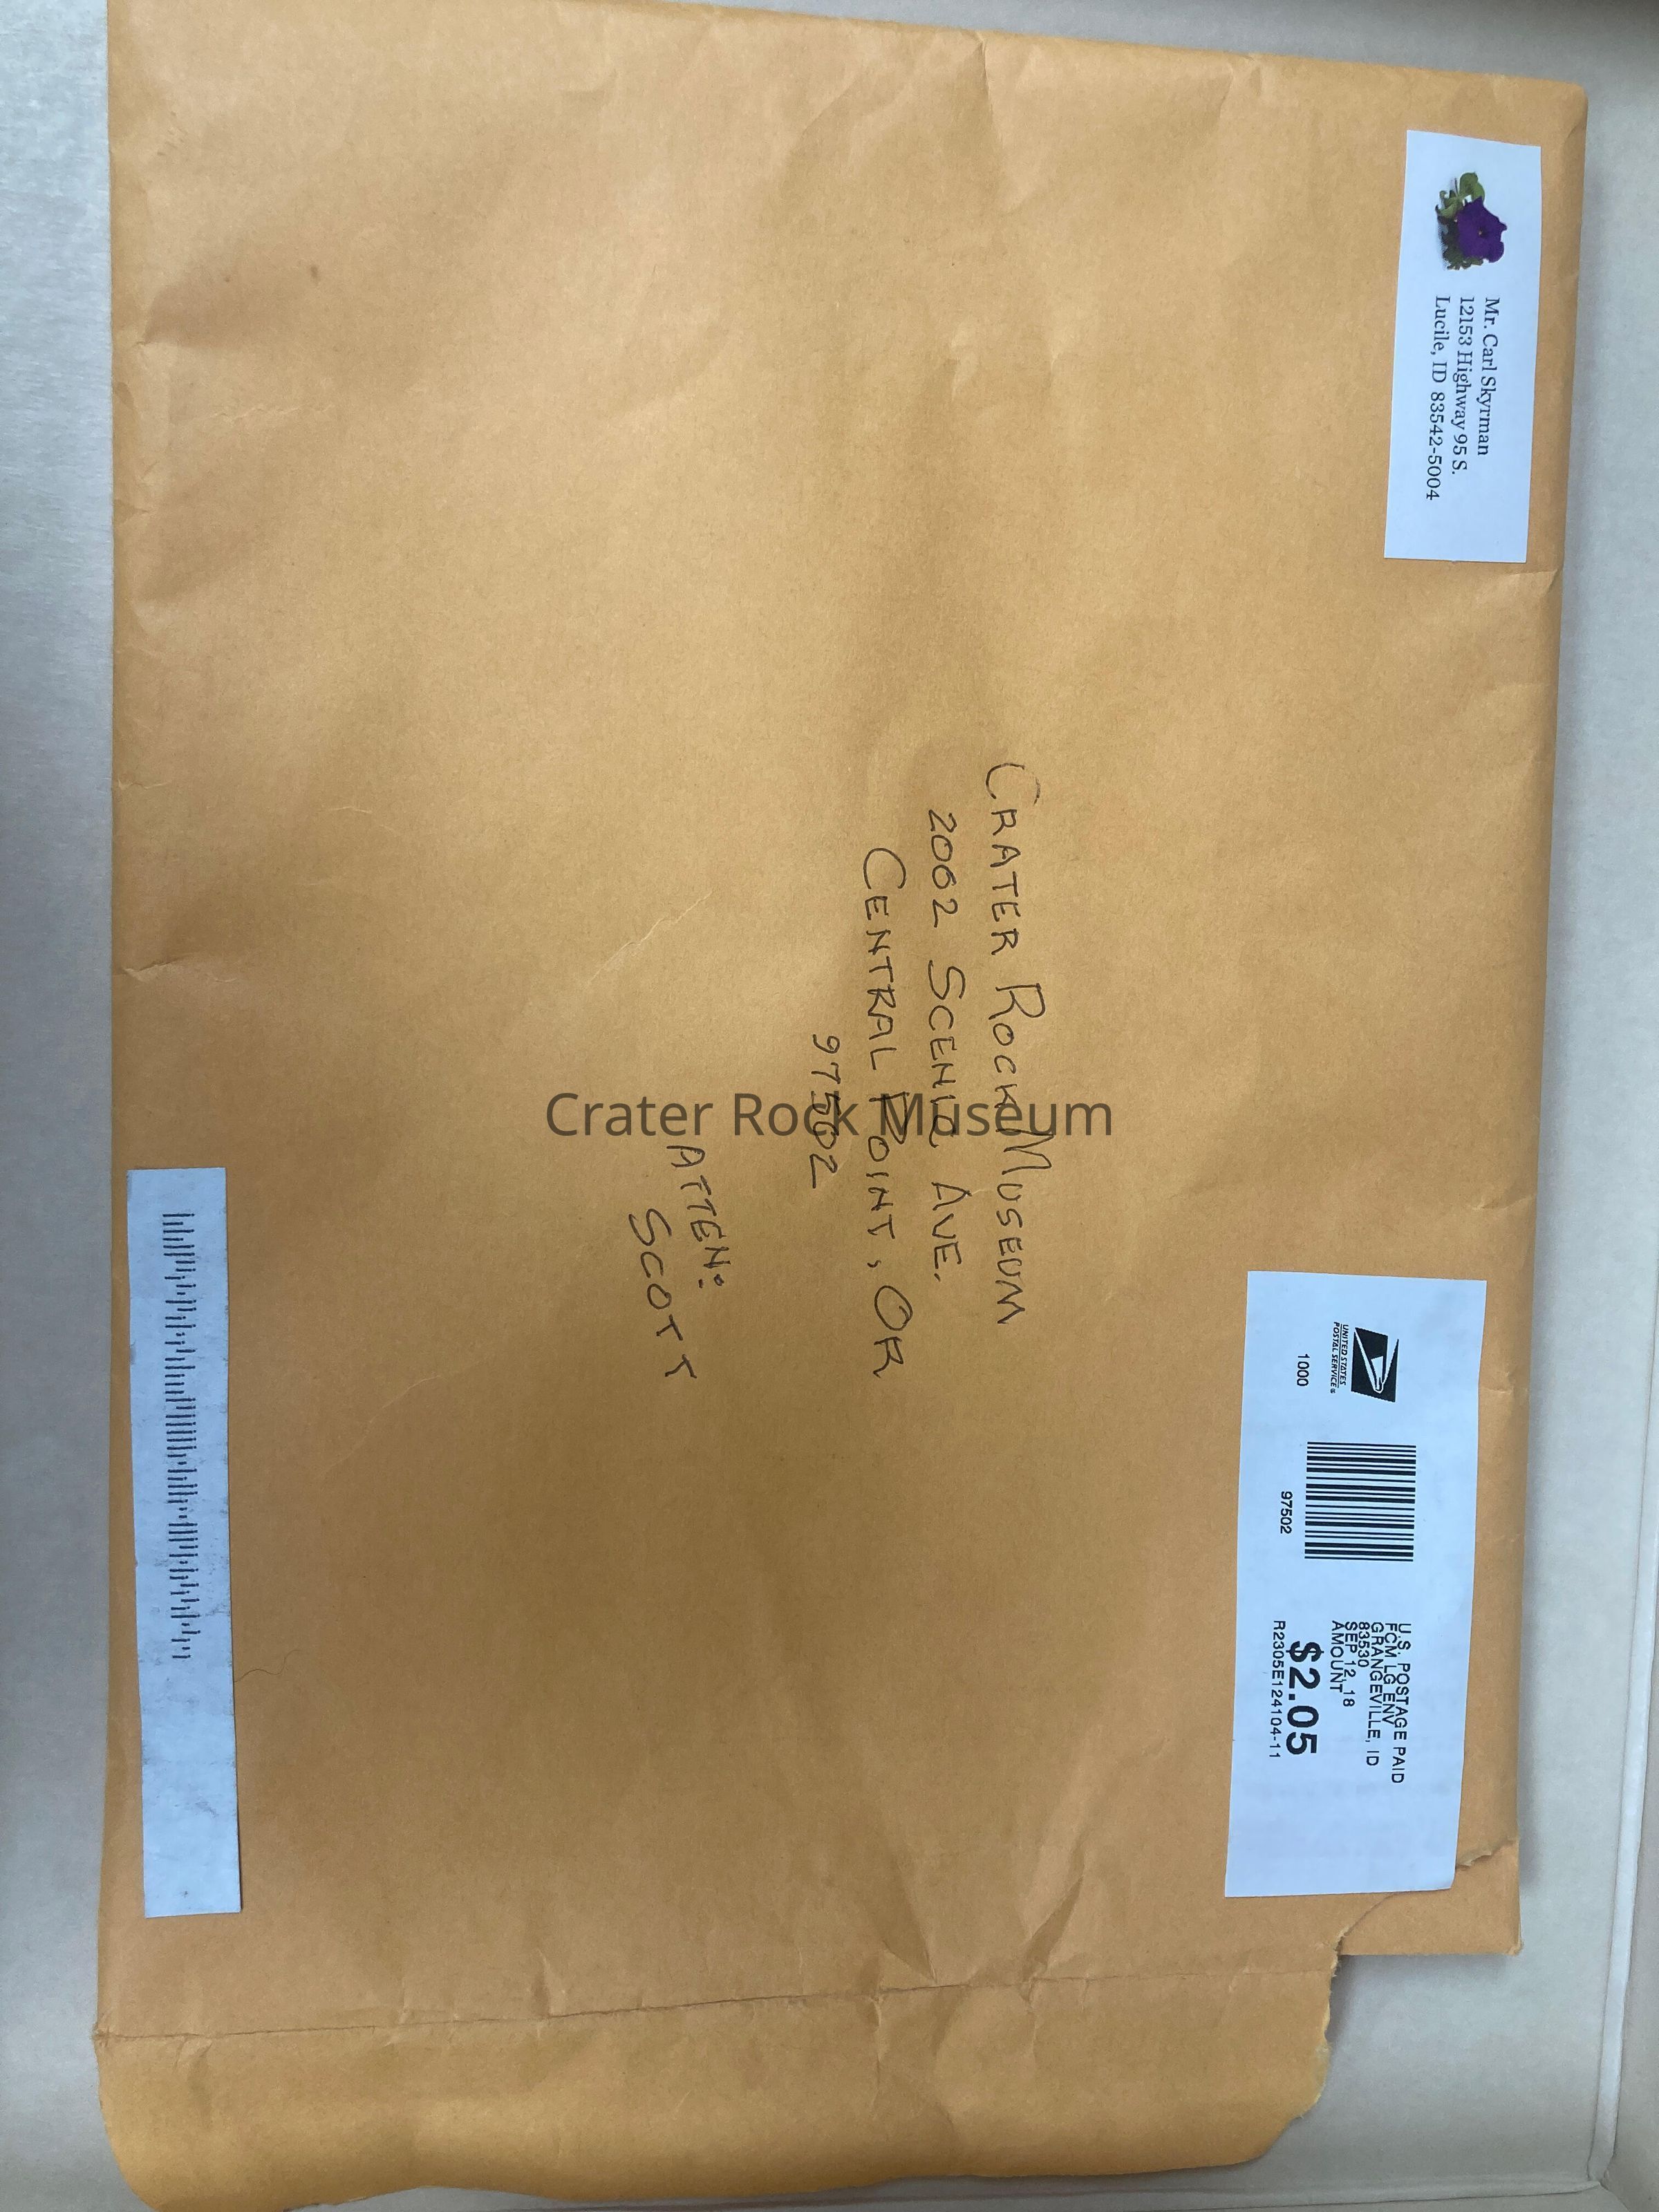 Mr. Carl Skyrman
12153 Highway 95 S.
Lucile, ID 83542-5004
UNITED STATES
POSTAL SERVICE®
1000
97502
U.S. POSTAGE PAID
FCM LG ENV
GRANGEVILLE, ID
83530
SEP 12, 18
AMOUNT
$2.05
R2305E124104-11
CRATER ROCK MUSEUM
2002 SCENIC AVE.
CENTRAL POINT, OR
97502
ATTEN:
SCOTT
Crater Rock Museum